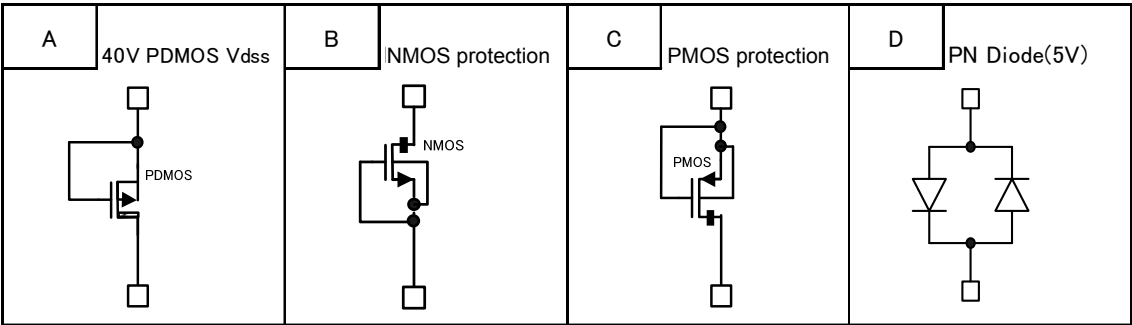 A
40V PDMOS Vdss
PDMOS
B
NMOS protection
NMOS
C
PMOS protection
PMOS
D
PN Diode(5V)